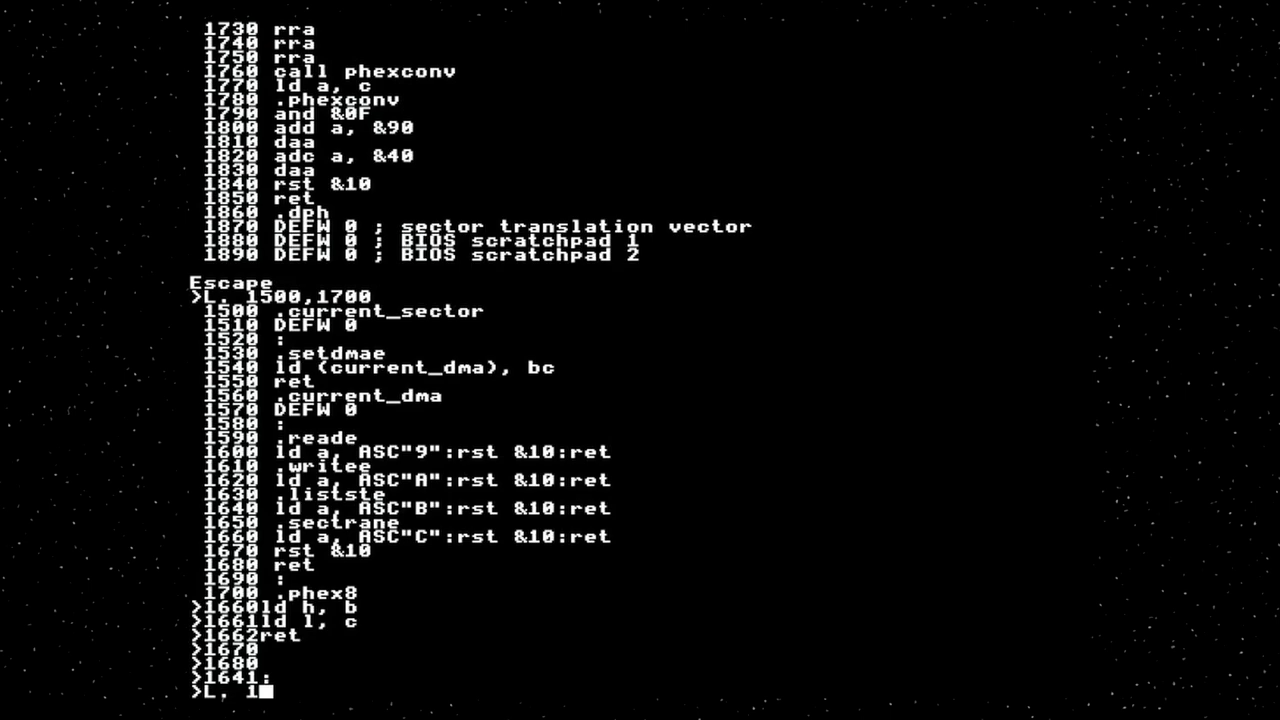 1730 rra
1740 rra
1750 rra
1760 call phexconv
1770 ld a, c
1780 .phexconv
1790 and &0F
1800 add a, &90
1810 daa
1820 adc a, &40
1830 daa
1840 rst &10
1850 ret
1860 .dph
1870 DEFW 0 ; sector translation vector
1880 DEFW 0 ; BIOS scratchpad 1
1890 DEFW 0 ; BIOS scratchpad 2
Escape
>L. 1500,1700
1500 .current_sector
1510 DEFW 0
1520 :
1530 .setdmae
1540 ld (current_dma), bc
1550 ret
1560 .current_dma
1570 DEFW 0
1580 :
1590 .reade
1600 ld a, ASC"9":rst &10:ret
1610 .writee
1620 ld a, ASC"A":rst &10:ret
1630 .listste
1640 ld a, ASC"B":rst &10:ret
1650 .sectrane
1660 ld a, ASC"C":rst &10:ret
1670 rst &10
1680 ret
1690 :
1700 .phex8
>1660ld h, b
>1661ld l, c
>1662ret
>1670
>1680
>1641:
>L. 1